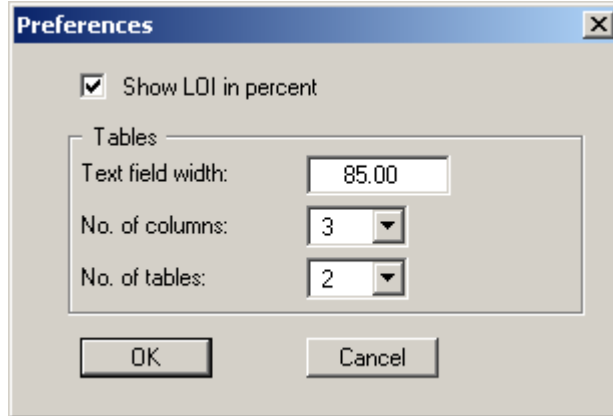 Preferences
Show LOI in percent
Tables
Text field width: 85.00
No. of columns: 3
No. of tables: 2
OK Cancel